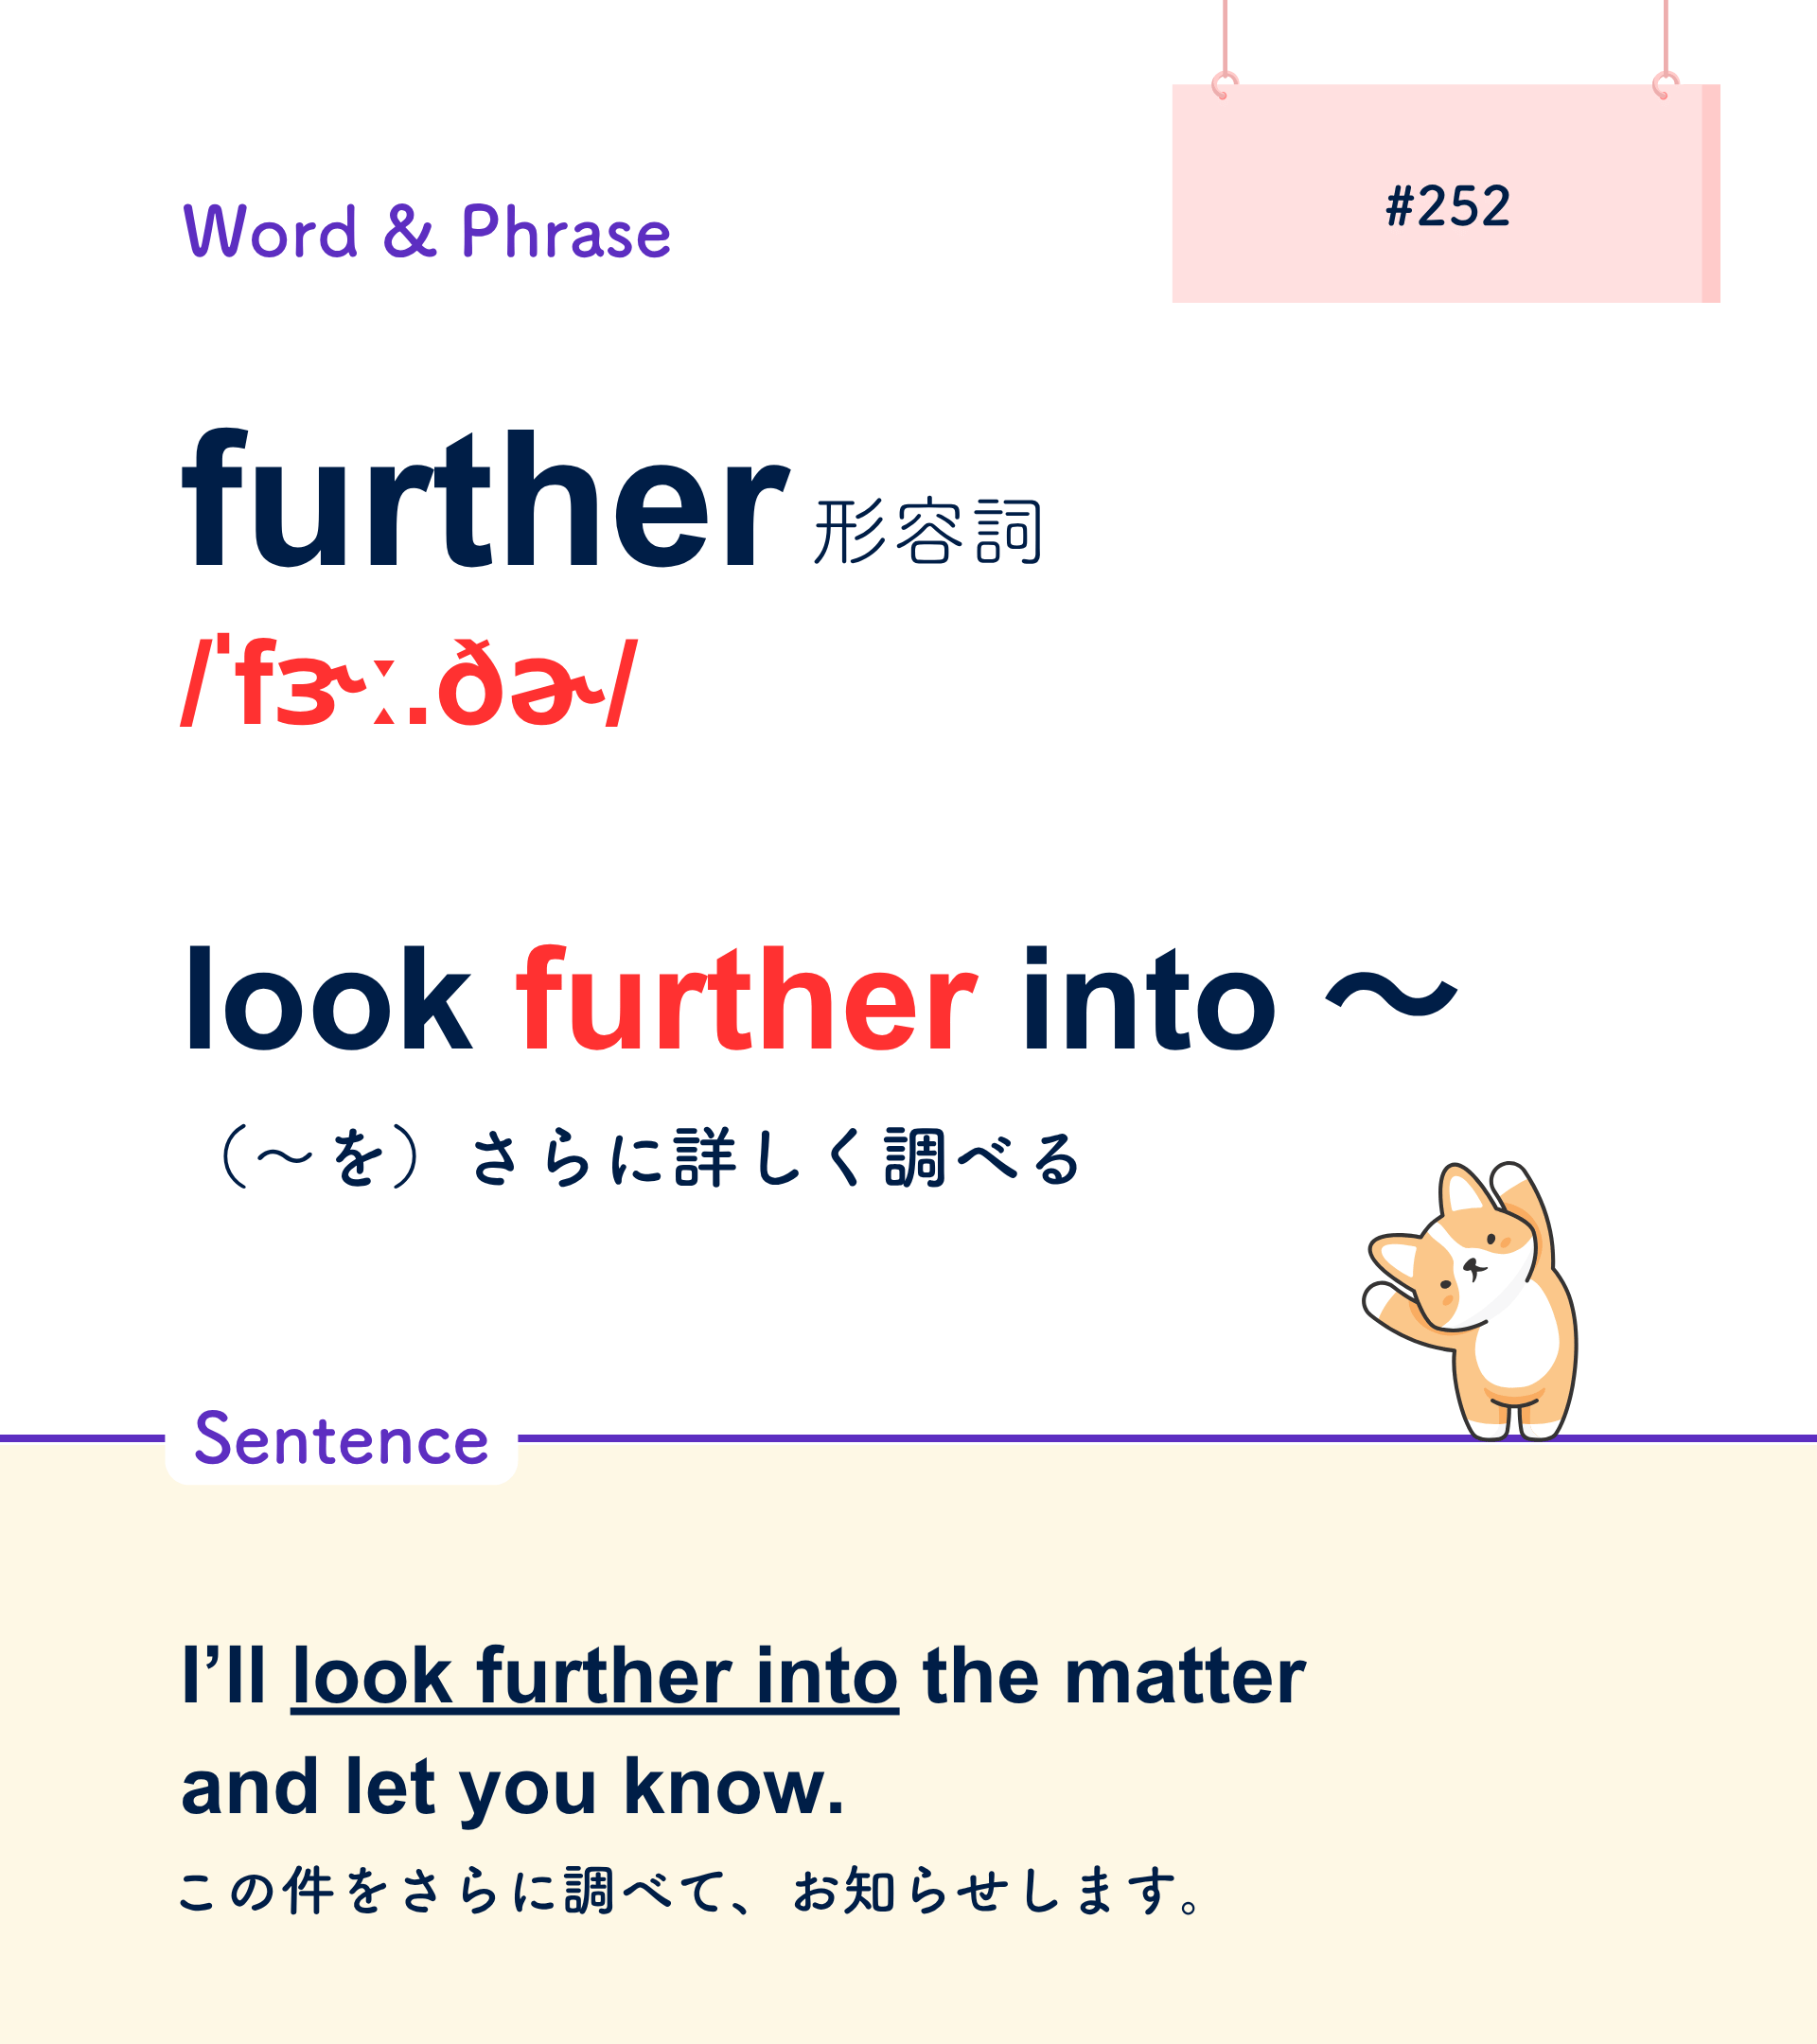 #252
Word & Phrase
further 形容詞
/ˈfɝː.ðɚ/
look further into 〜
（〜 を） さらに詳しく調べる
Sentence
I’ll look further into the matter
and let you know.
この件をさらに調べて、お知らせします。